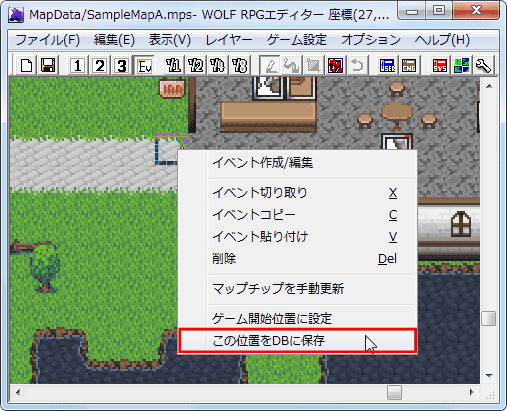 MapData/SampleMapA.mps- WOLF RPGエディター 座標(27,...
ファイル(F) 編集(E) 表示(V) レイヤー ゲーム設定 オプション ヘルプ(H)
1 2 3 Ev
INN
イベント作成/編集
イベント切り取り X
イベントコピー C
イベント貼り付け V
削除 Del
マップチップを手動更新
ゲーム開始位置に設定
この位置をDBに保存